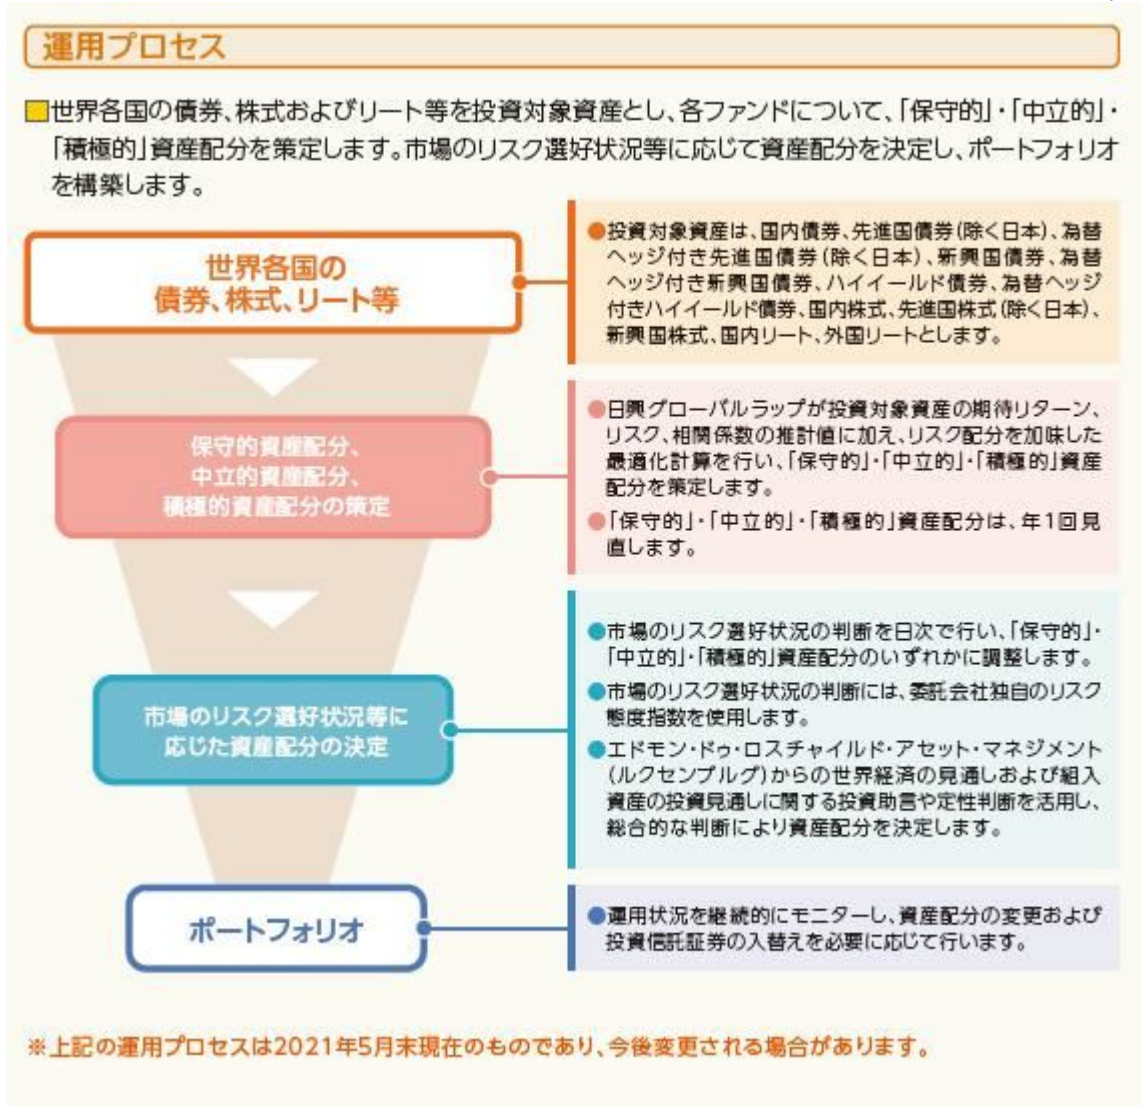 運用プロセス
■世界各国の債券、株式およびリート等を投資対象資産とし、各ファンドについて、「保守的」・「中立的」・
「積極的」資産配分を策定します。市場のリスク選好状況等に応じて資産配分を決定し、ポートフォリオ
を構築します。
世界各国の
債券、株式、リート等
●投資対象資産は、国内債券、先進国債券(除く日本)、為替
ヘッジ付き先進国債券(除く日本)、新興国債券、為替
ヘッジ付き新興国債券、ハイイールド債券、為替ヘッジ
付きハイイールド債券、国内株式、先進国株式(除く日本)、
新興国株式、国内リート、外国リートとします。
保守的資産配分、
中立的資産配分、
積極的資産配分の策定
●日興グローバルラップが投資対象資産の期待リターン、
リスク、相関係数の推計値に加え、リスク配分を加味した
最適化計算を行い、「保守的」・「中立的」・「積極的」資産
配分を策定します。
●「保守的」・「中立的」・「積極的」資産配分は、年1回見
直します。
市場のリスク選好状況等に
応じた資産配分の決定
●市場のリスク選好状況の判断を日次で行い、「保守的」・
「中立的」・「積極的」資産配分のいずれかに調整します。
●市場のリスク選好状況の判断には、委託会社独自のリスク
態度指数を使用します。
●エドモン・ドゥ・ロスチャイルド・アセット・マネジメント
(ルクセンブルグ)からの世界経済の見通しおよび組入
資産の投資見通しに関する投資助言や定性判断を活用し、
総合的な判断により資産配分を決定します。
ポートフォリオ
●運用状況を継続的にモニターし、資産配分の変更および
投資信託証券の入替えを必要に応じて行います。
※上記の運用プロセスは2021年5月末現在のものであり、今後変更される場合があります。